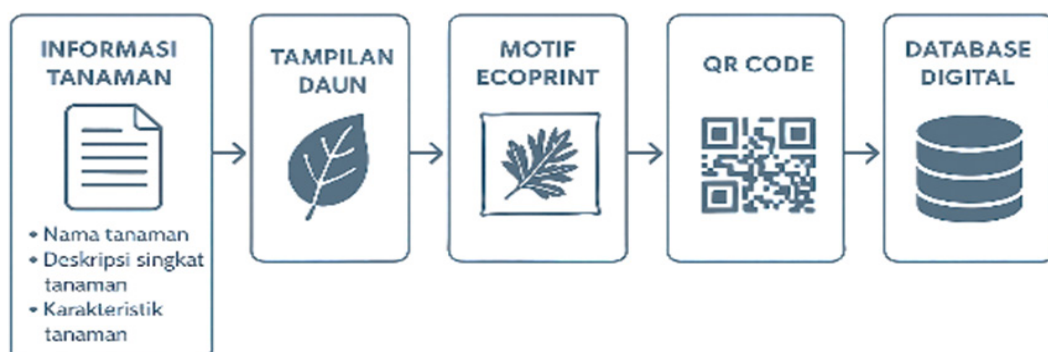 INFORMASI
TANAMAN
• Nama tanaman
• Deskripsi singkat
tanaman
• Karakteristik
tanaman
TAMPILAN
DAUN
MOTIF
ECOPRINT
QR CODE
DATABASE
DIGITAL